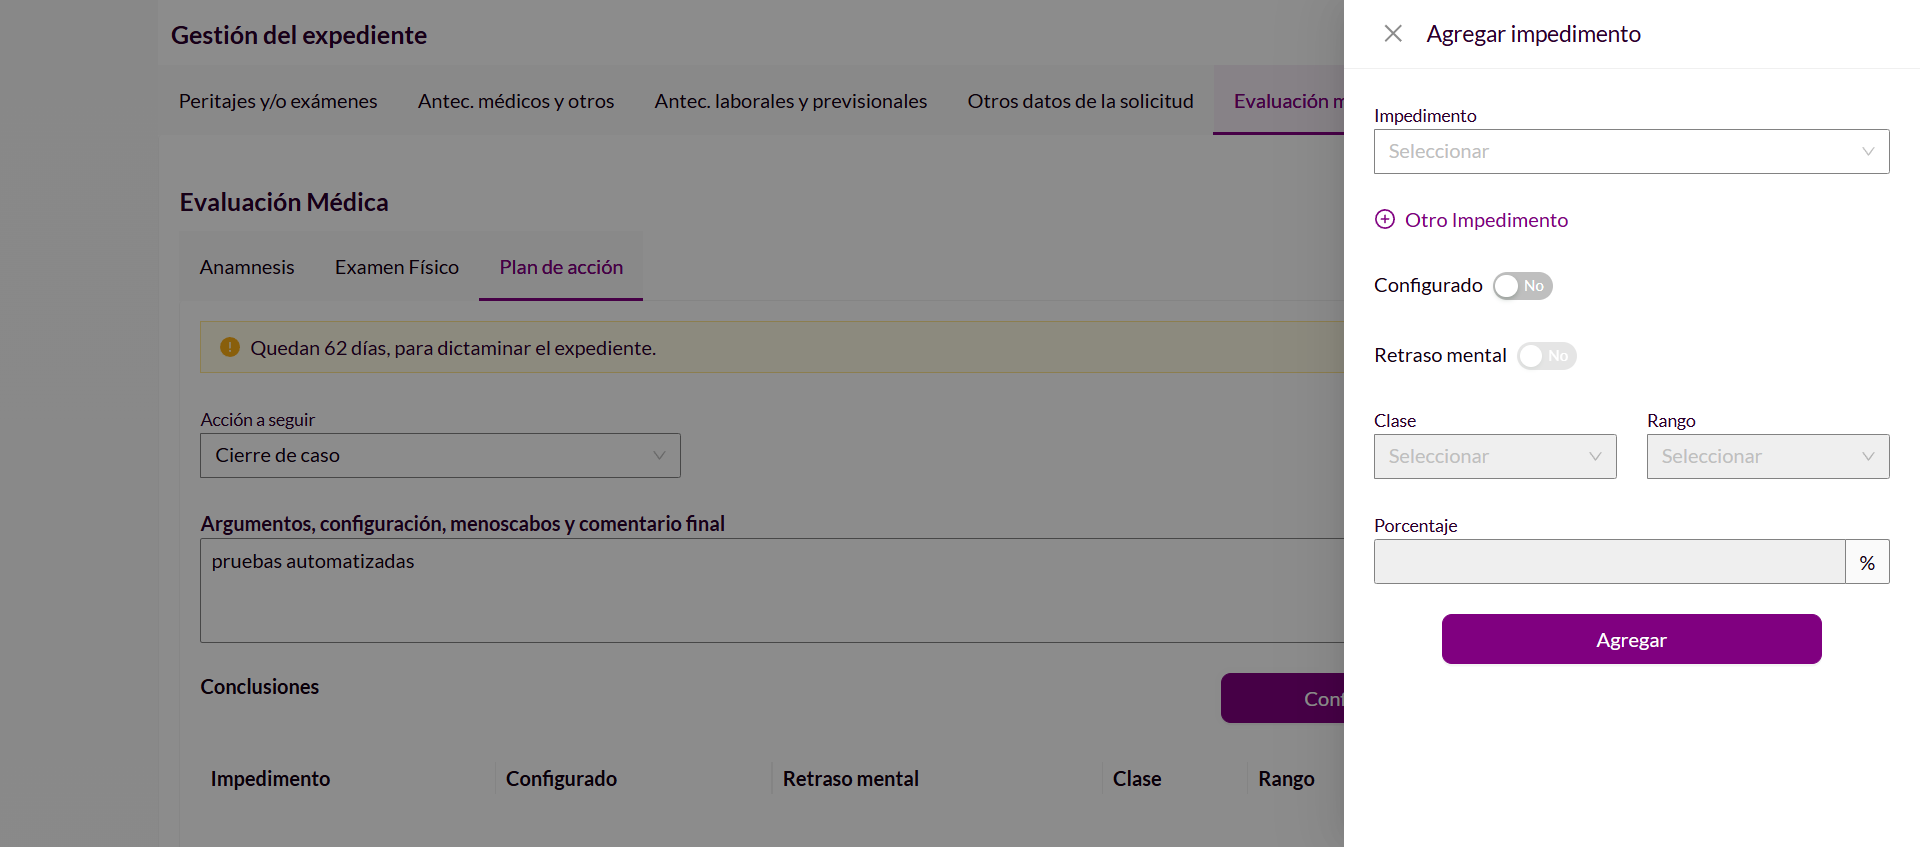 Gestión del expediente
Peritajes y/o exámenes
Antec. médicos y otros
Antec. laborales y previsionales
Otros datos de la solicitud
Evaluación
Evaluación Médica
Anamnesis
Examen Físico
Plan de acción
Quedan 62 días, para dictaminar el expediente.
Acción a seguir
Cierre de caso
Argumentos, configuración, menoscabos y comentario final
pruebas automatizadas
Conclusiones
Impedimento
Configurado
Retraso mental
Clase
Rango
Agregar impedimento
Impedimento
Seleccionar
Otro Impedimento
Configurado No
Retraso mental No
Clase
Seleccionar
Rango
Seleccionar
Porcentaje
%
Agregar